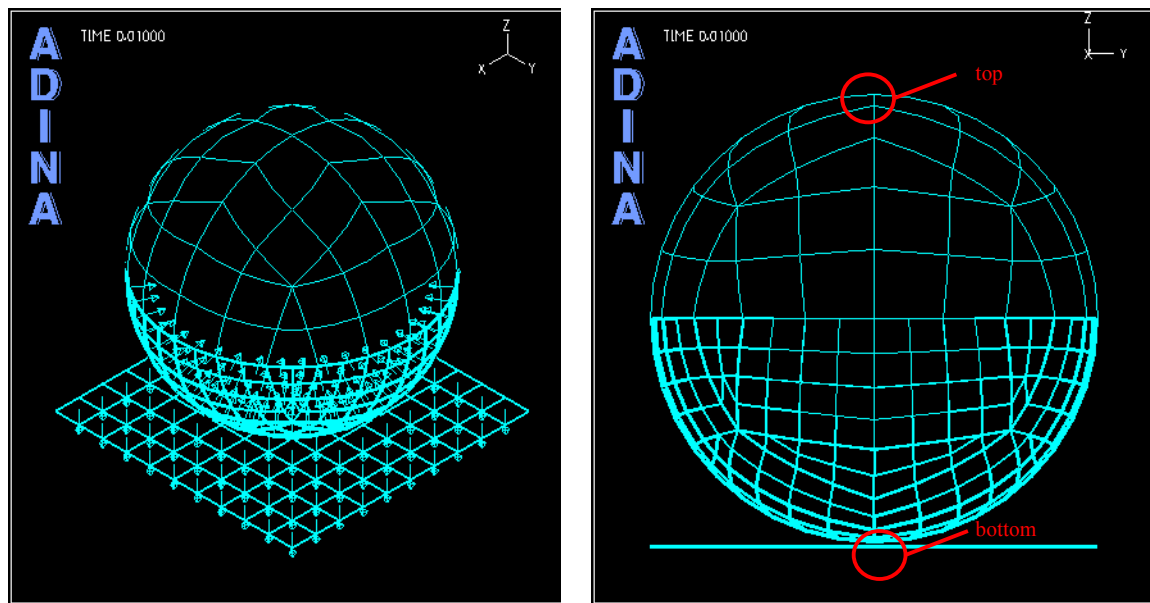 ADINA
TIME 0.01000
Z
X
Y
ADINA
TIME 0.01000
Z
X
Y
top
bottom